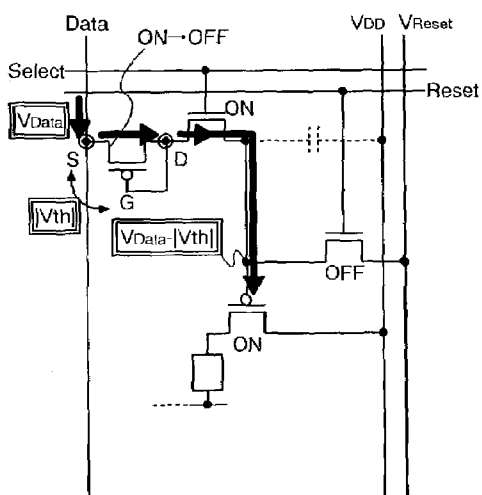 Data
VDD
VReset
ON→OFF
Select
Reset
VData
ON
S
D
G
|Vth|
VData-|Vth|
OFF
ON